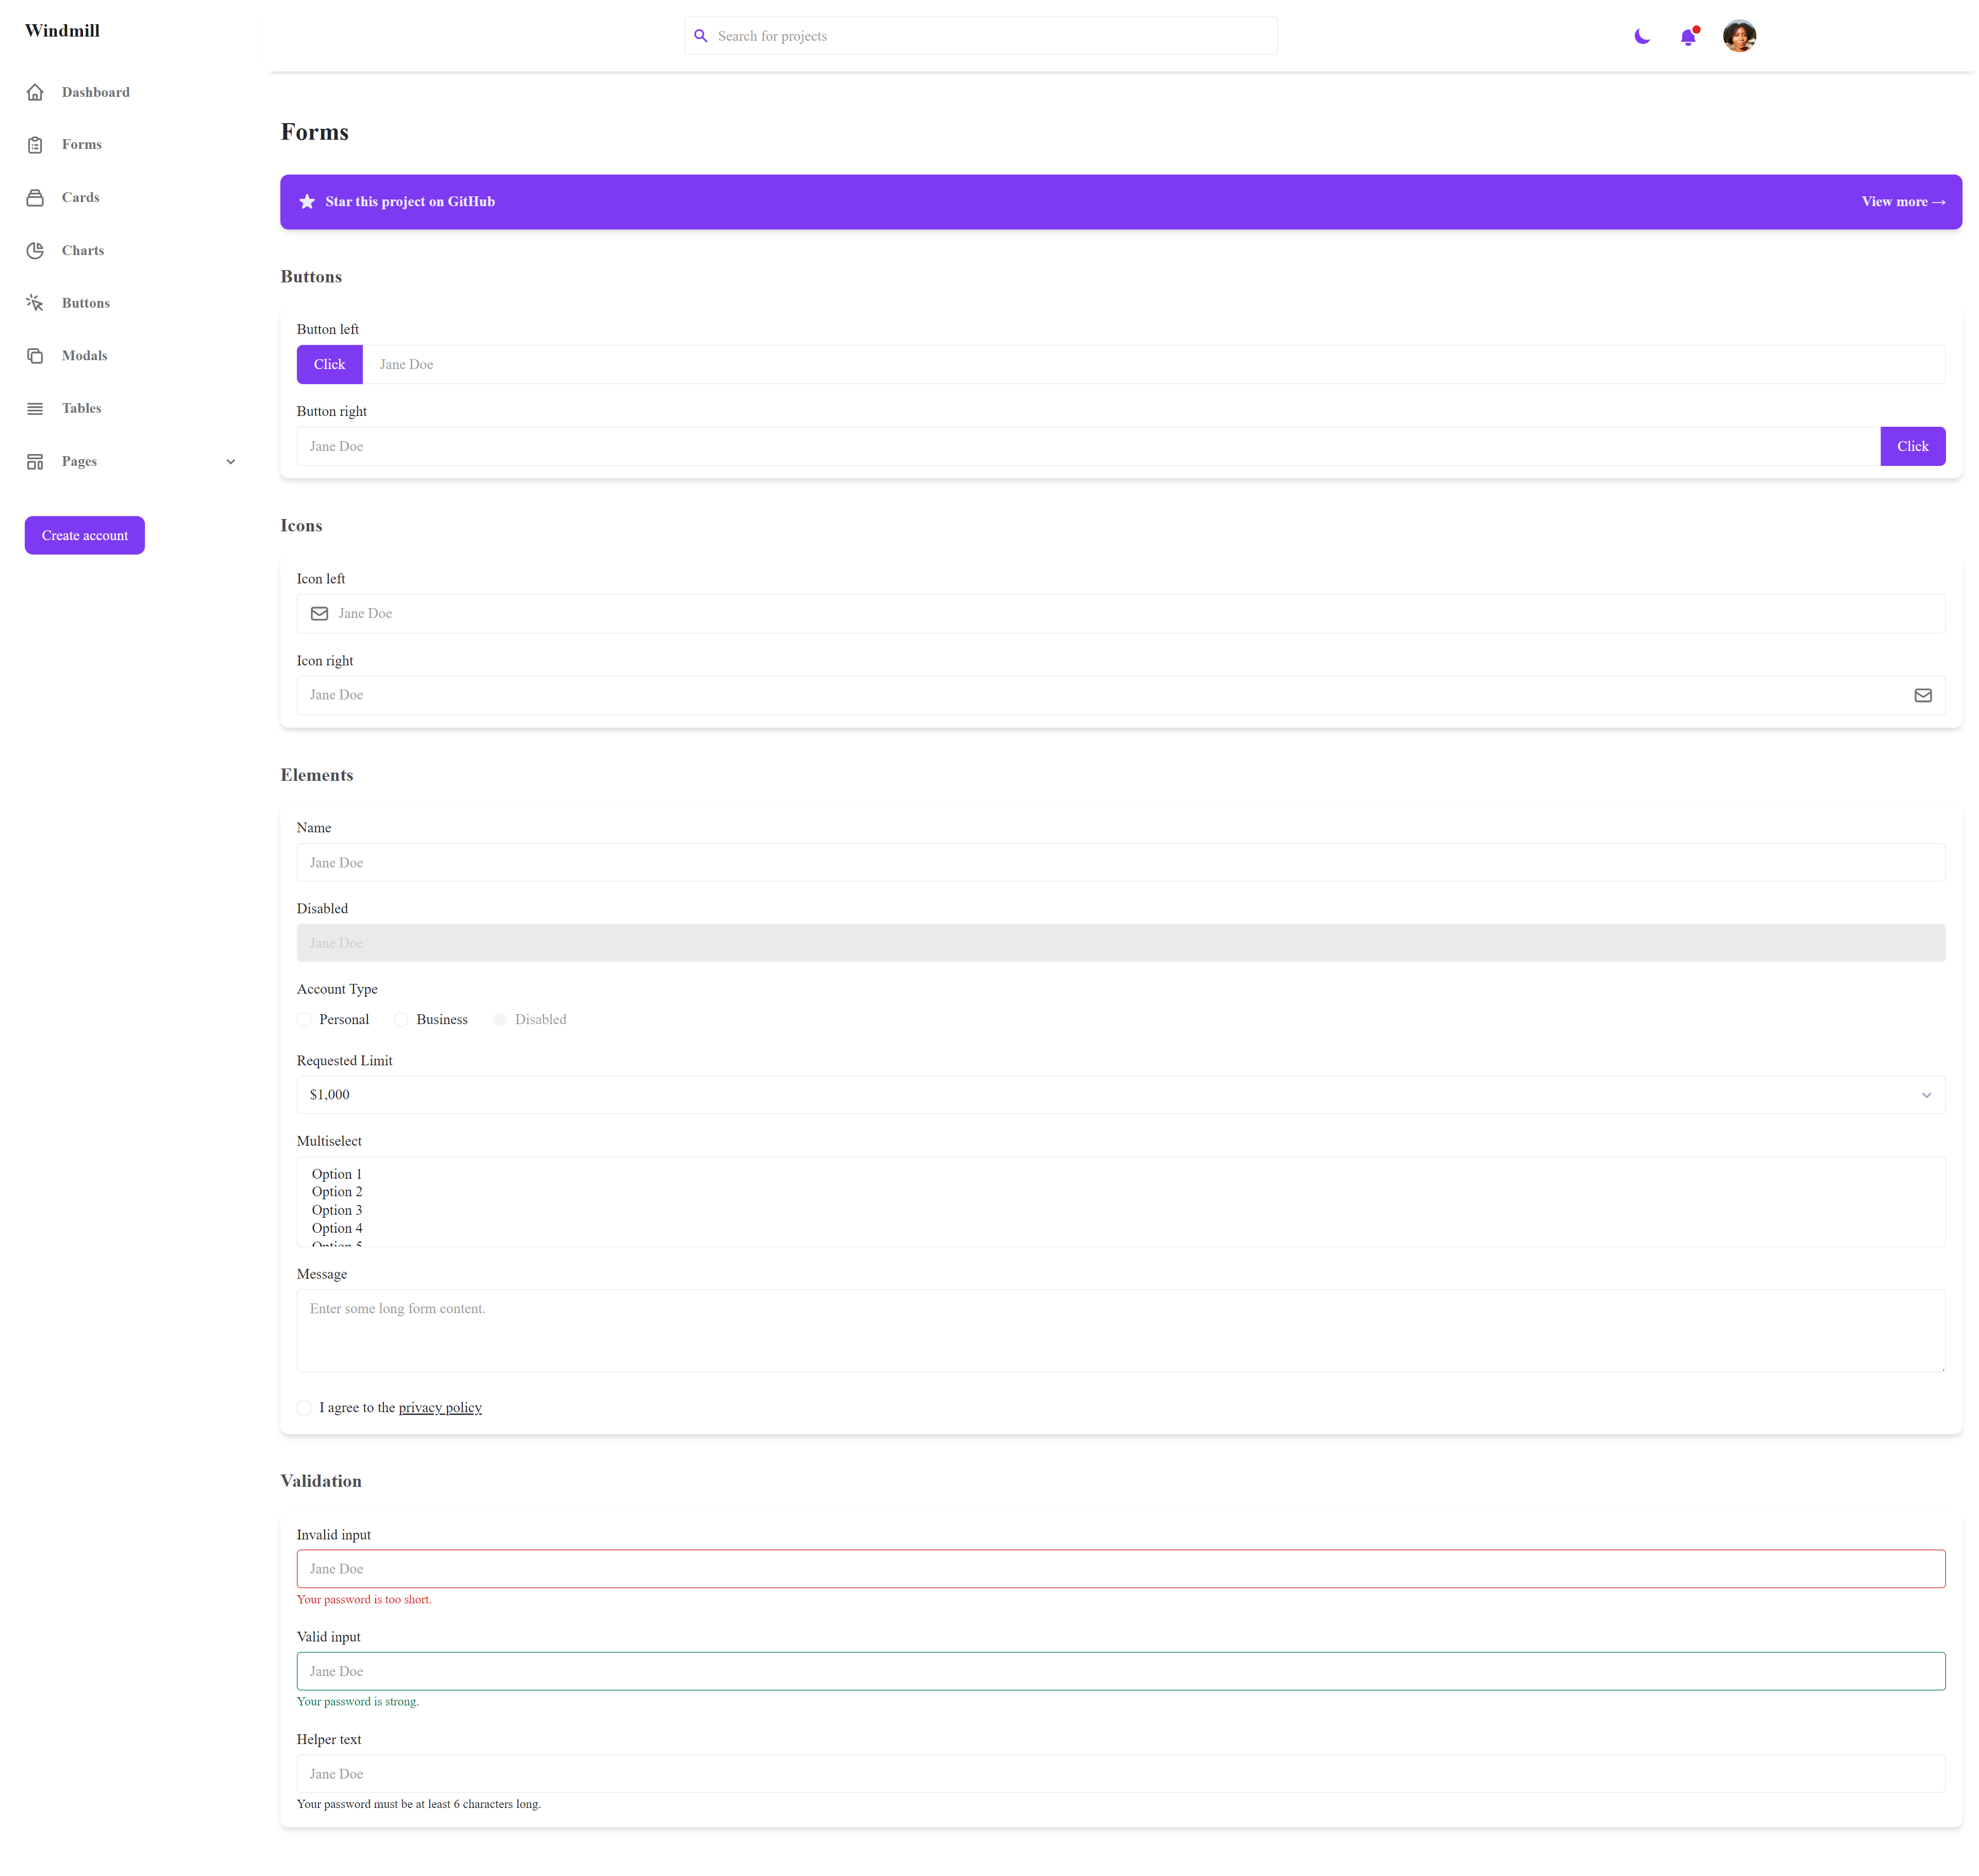 Windmill
Search for projects
Dashboard
Forms
Cards
Charts
Buttons
Modals
Tables
Pages
Create account
Forms
Star this project on GitHub
View more →
Buttons
Button left
Click
Jane Doe
Button right
Jane Doe
Click
Icons
Icon left
Jane Doe
Icon right
Jane Doe
Elements
Name
Jane Doe
Disabled
Jane Doe
Account Type
Personal
Business
Disabled
Requested Limit
$1,000
Multiselect
Option 1
Option 2
Option 3
Option 4
Option 5
Message
Enter some long form content.
I agree to the privacy policy
Validation
Invalid input
Jane Doe
Your password is too short.
Valid input
Jane Doe
Your password is strong.
Helper text
Jane Doe
Your password must be at least 6 characters long.